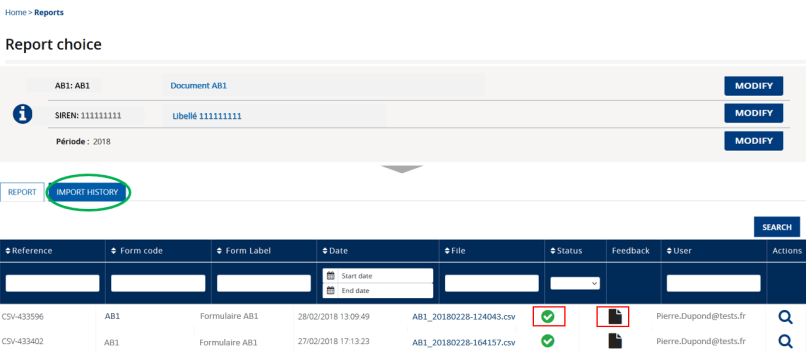 Home > Reports
Report choice
AB1: AB1 Document AB1 MODIFY
SIREN: 111111111 Libellé 111111111 MODIFY
Période : 2018 MODIFY
REPORT IMPORT HISTORY
SEARCH
Reference Form code Form Label Date File Status Feedback User Actions
Start date
End date
CSV-433596 AB1 Formulaire AB1 28/02/2018 13:09:49 AB1_20180228-124043.csv Pierre.Dupond@tests.fr
CSV-433402 AB1 Formulaire AB1 27/02/2018 17:13:23 AB1_20180228-164157.csv Pierre.Dupond@tests.fr